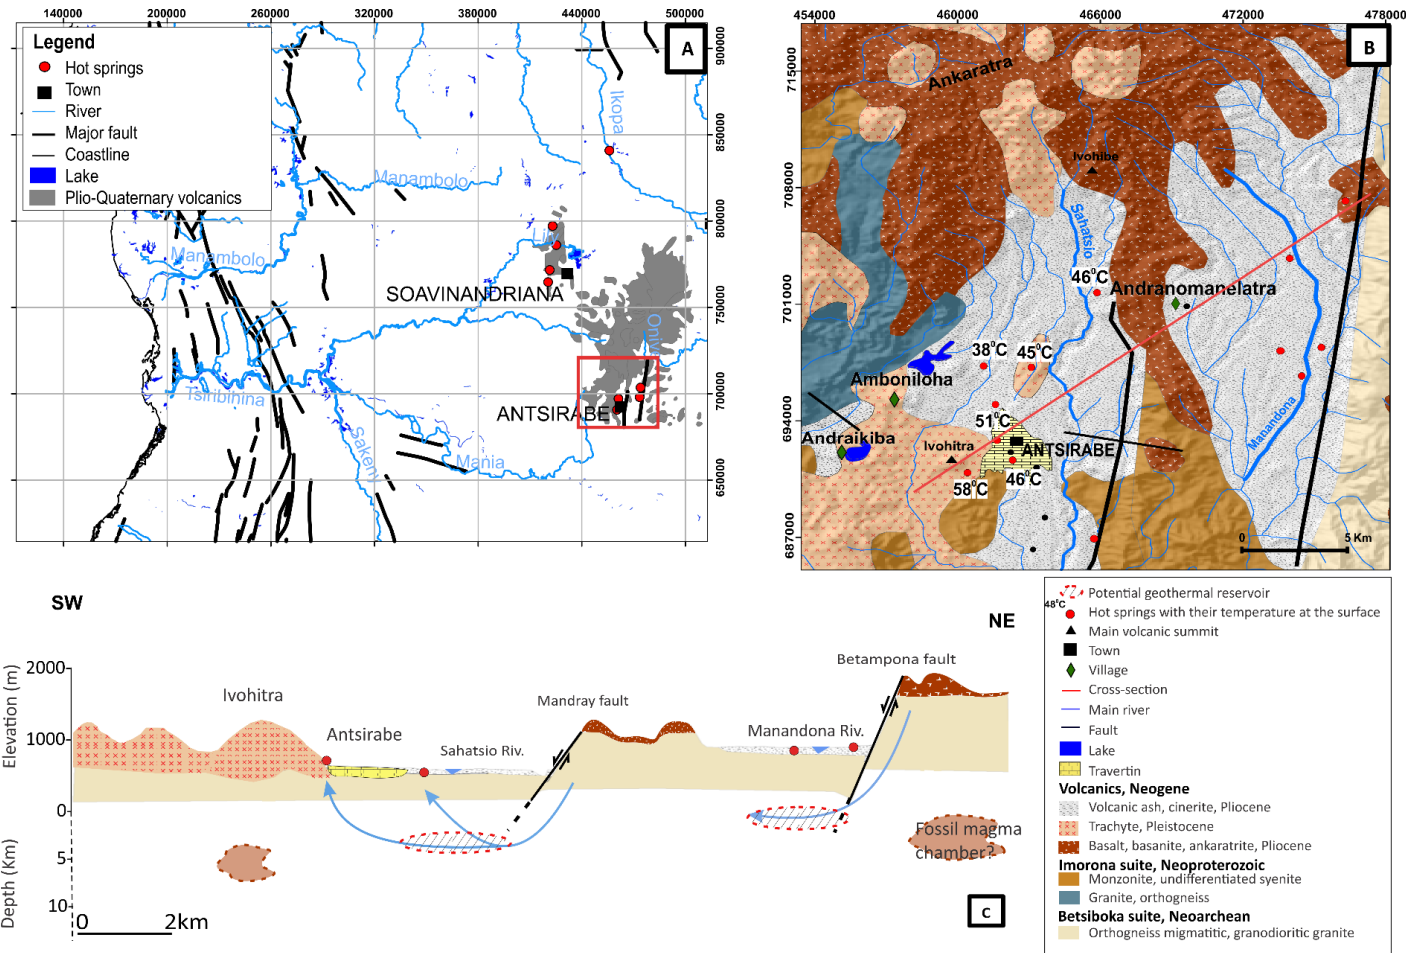 140000 200000 260000 320000 380000 440000 500000
A
Legend
Hot springs
Town
River
Major fault
Coastline
Lake
Plio-Quaternary volcanics
900000
850000
800000
750000
700000
650000
Ikopa
Manambolo
Manambolo
SOAVINANDRIANA
ANTSIRABE
Tsiribihina
Sakeny
Mania
454000 460000 466000 472000 478000
B
715000
708000
701000
694000
687000
Ankaratra
Ivohibe
Sahatsio
46°C
Andranomanelatra
38°C
45°C
Amboniloha
51°C
Andraikiba
Ivohitra
ANTSIRABE
58°C
46°C
Manandona
0 5 Km
SW
NE
Elevation (m)
Depth (Km)
2000
1000
0
5
10
Ivohitra
Antsirabe
Sahatsio Riv.
Mandray fault
Manandona Riv.
Betampona fault
Fossil magma
chamber?
0 2km
C
Potential geothermal reservoir
48°C
Hot springs with their temperature at the surface
Main volcanic summit
Town
Village
Cross-section
Main river
Fault
Lake
Travertin
Volcanics, Neogene
Volcanic ash, cinerite, Pliocene
Trachyte, Pleistocene
Basalt, basanite, ankaratrite, Pliocene
Imorona suite, Neoproterozoic
Monzonite, undifferentiated syenite
Granite, orthogneiss
Betsiboka suite, Neoarchean
Orthogneiss migmatitic, granodioritic granite